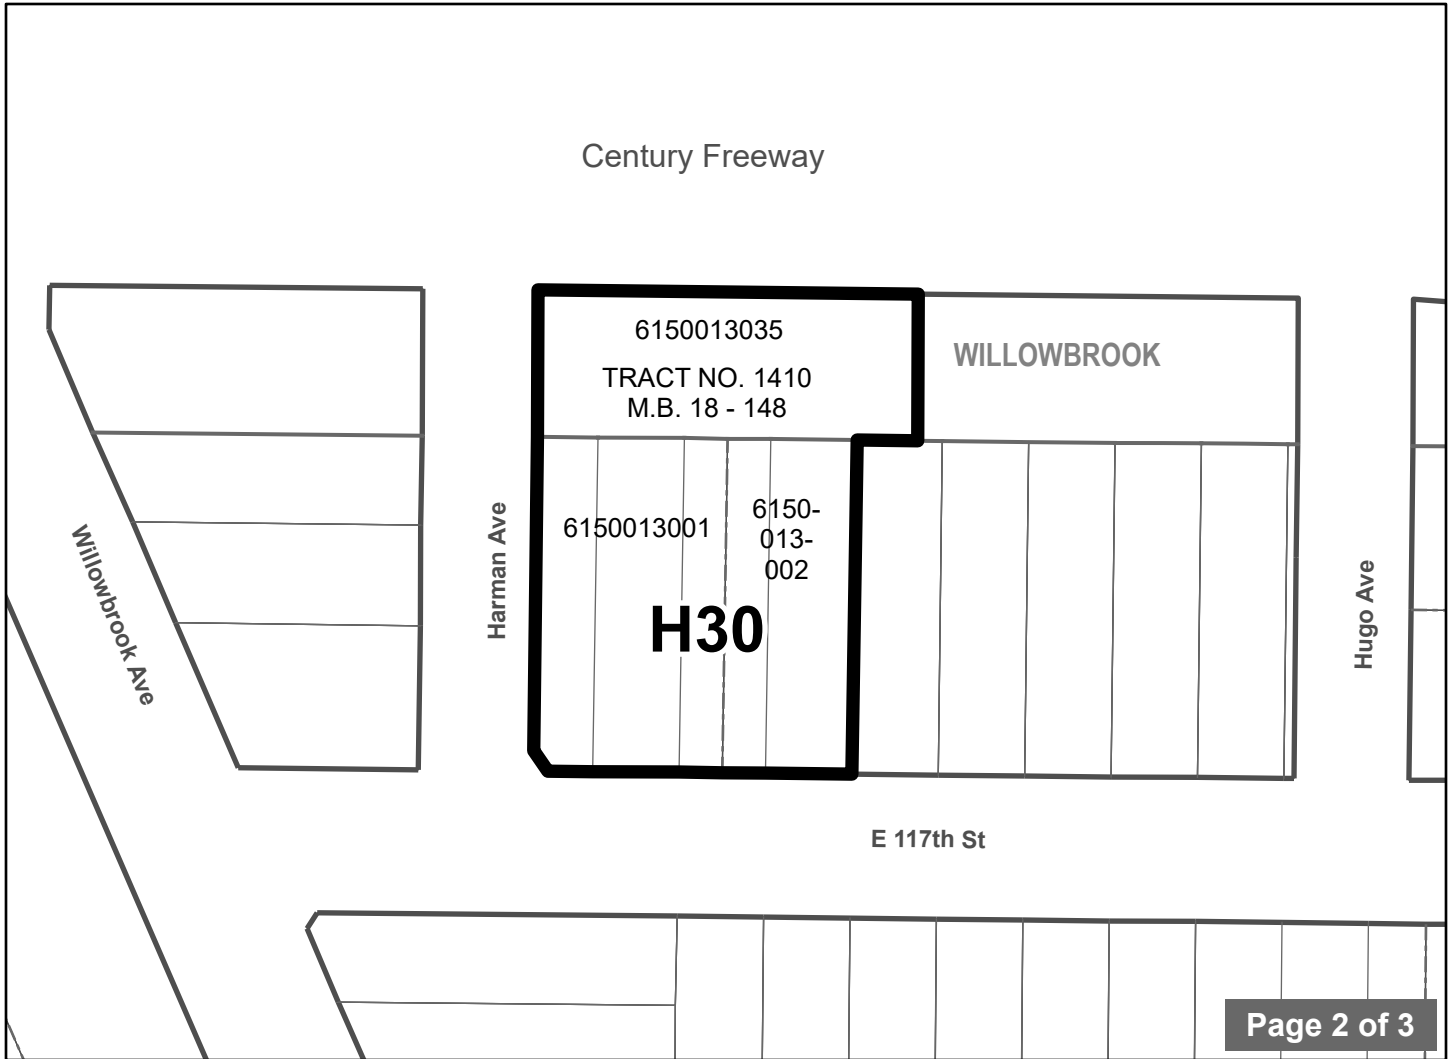 Century Freeway
6150013035
TRACT NO. 1410
M.B. 18 - 148
WILLOWBROOK
Willowbrook Ave
Harman Ave
6150013001
6150-
013-
002
H30
Hugo Ave
E 117th St
Page 2 of 3